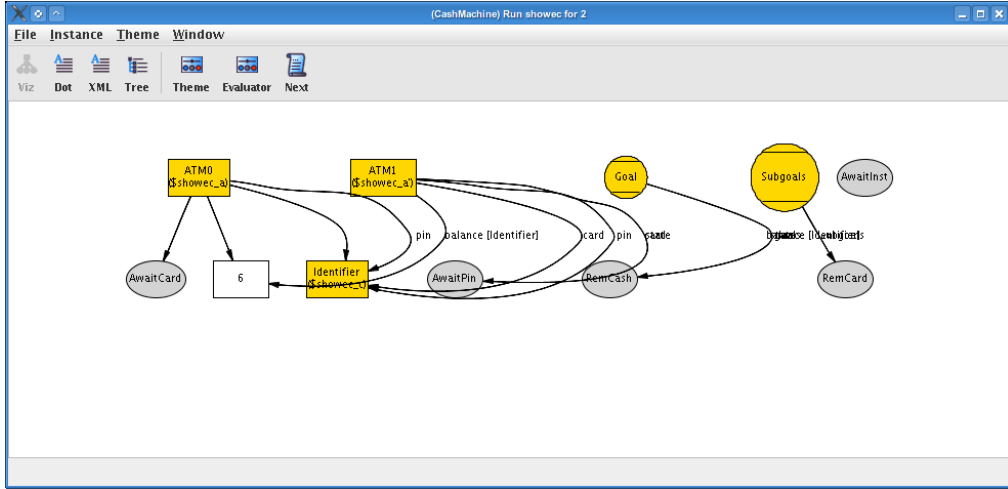 (CashMachine) Run showec for 2
File Instance Theme Window
Viz Dot XML Tree Theme Evaluator Next
ATM0
($showec_a)
ATM1
($showec_a')
Goal
Subgoals
AwaitInst
pin
balance [Identifier]
card
pin
AwaitCard
6
Identifier
($showec_c)
AwaitPin
RemCash
RemCard